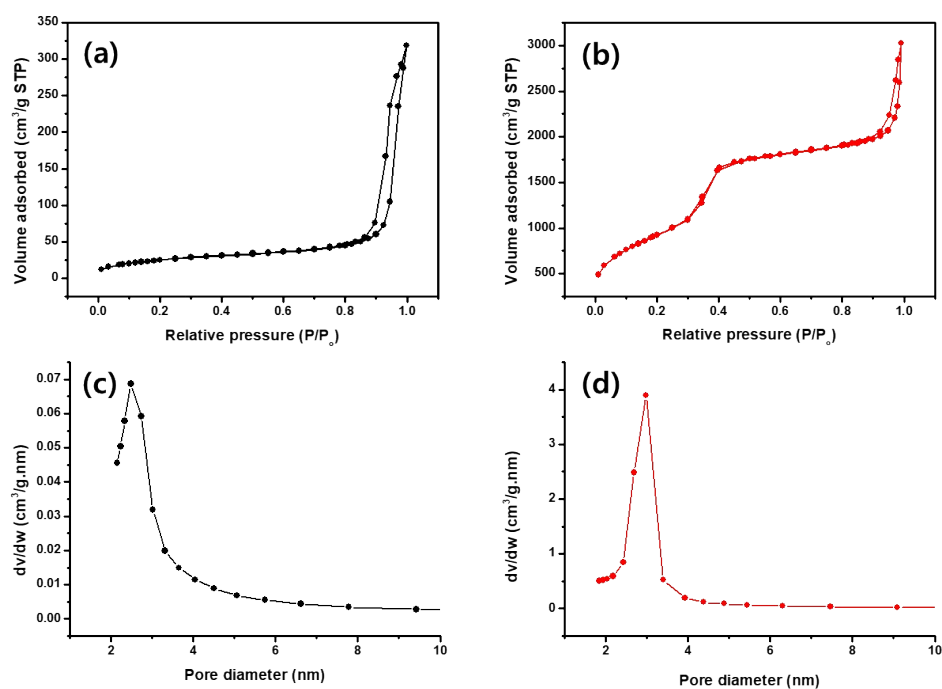 (a)
Volume adsorbed (cm³/g STP)
350
300
250
200
150
100
50
0
0.0 0.2 0.4 0.6 0.8 1.0
Relative pressure (P/Pₒ)
(b)
Volume adsorbed (cm³/g STP)
3000
2500
2000
1500
1000
500
0.0 0.2 0.4 0.6 0.8 1.0
Relative pressure (P/Pₒ)
(c)
dv/dw (cm³/g.nm)
0.07
0.06
0.05
0.04
0.03
0.02
0.01
0.00
2 4 6 8 10
Pore diameter (nm)
(d)
dv/dw (cm³/g.nm)
4
3
2
1
0
2 4 6 8 10
Pore diameter (nm)